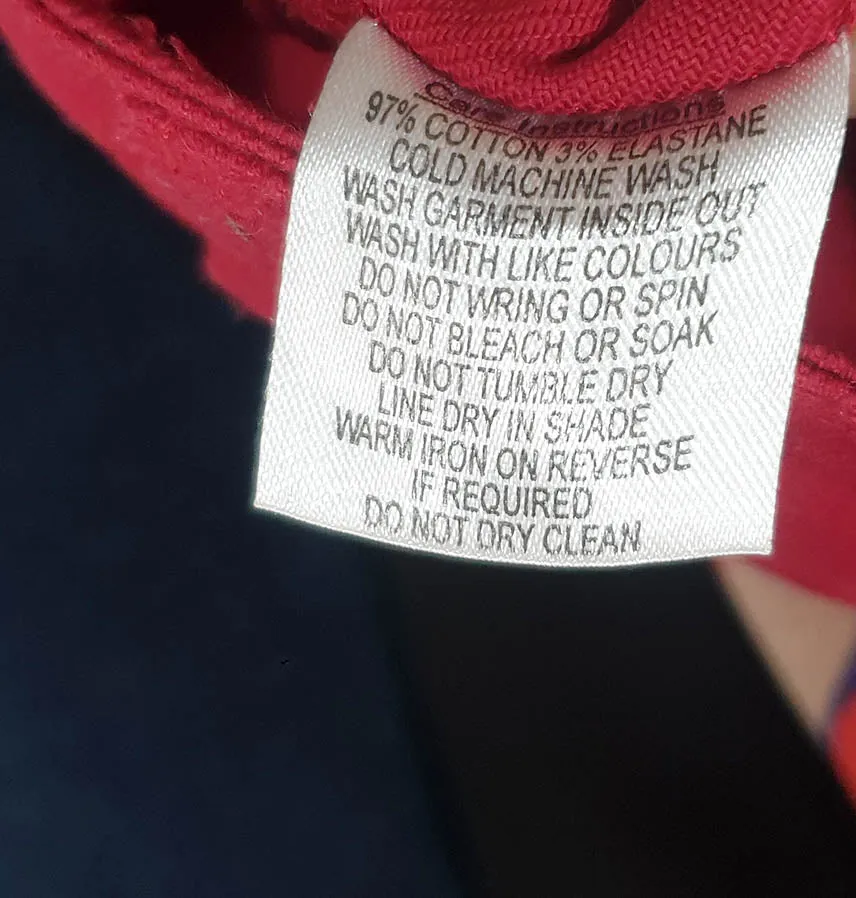 Care Instructions
97% COTTON 3% ELASTANE
COLD MACHINE WASH
WASH GARMENT INSIDE OUT
WASH WITH LIKE COLOURS
DO NOT WRING OR SPIN
DO NOT BLEACH OR SOAK
DO NOT TUMBLE DRY
LINE DRY IN SHADE
WARM IRON ON REVERSE
IF REQUIRED
DO NOT DRY CLEAN